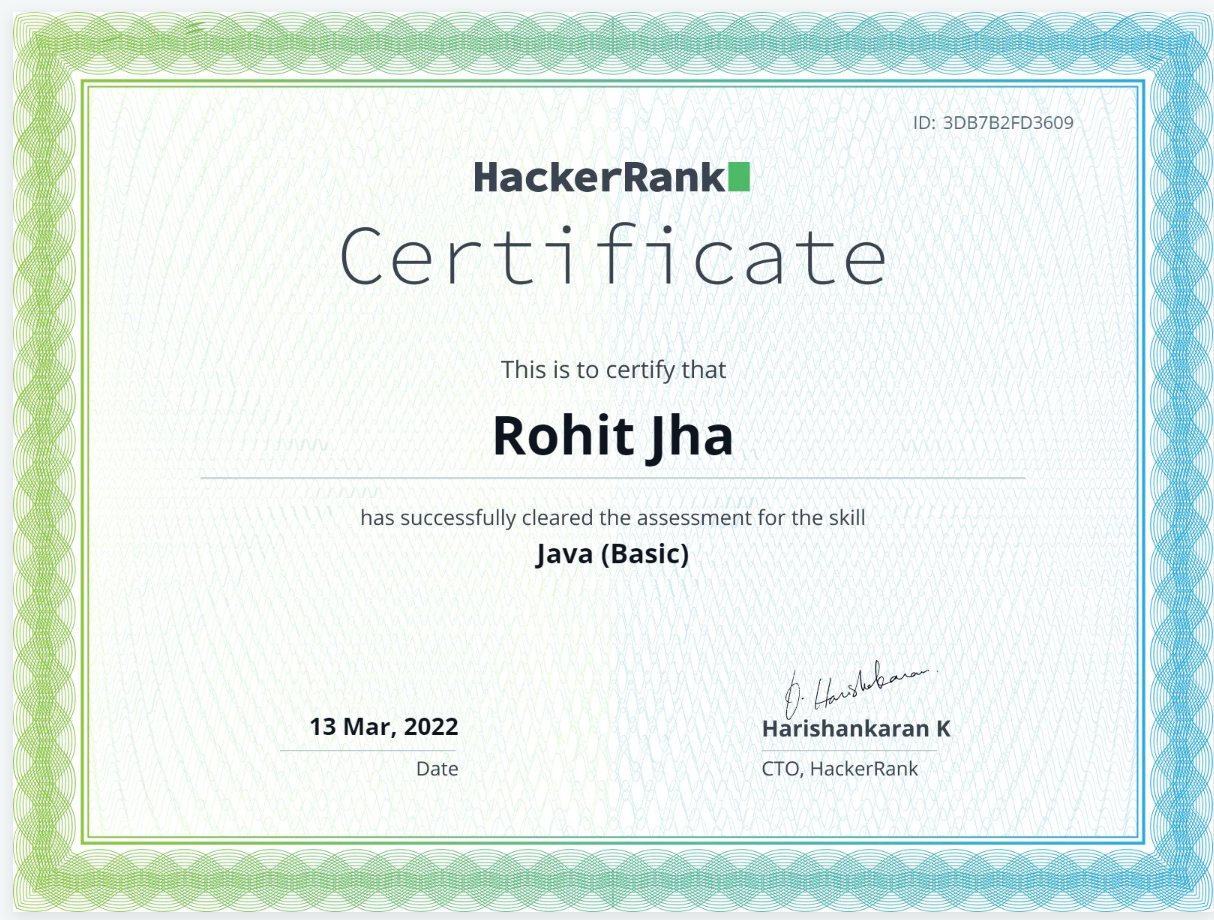 ID: 3DB7B2FD3609
HackerRank
Certificate
This is to certify that
Rohit Jha
has successfully cleared the assessment for the skill
Java (Basic)
13 Mar, 2022
Date
Harishankaran K
CTO, HackerRank